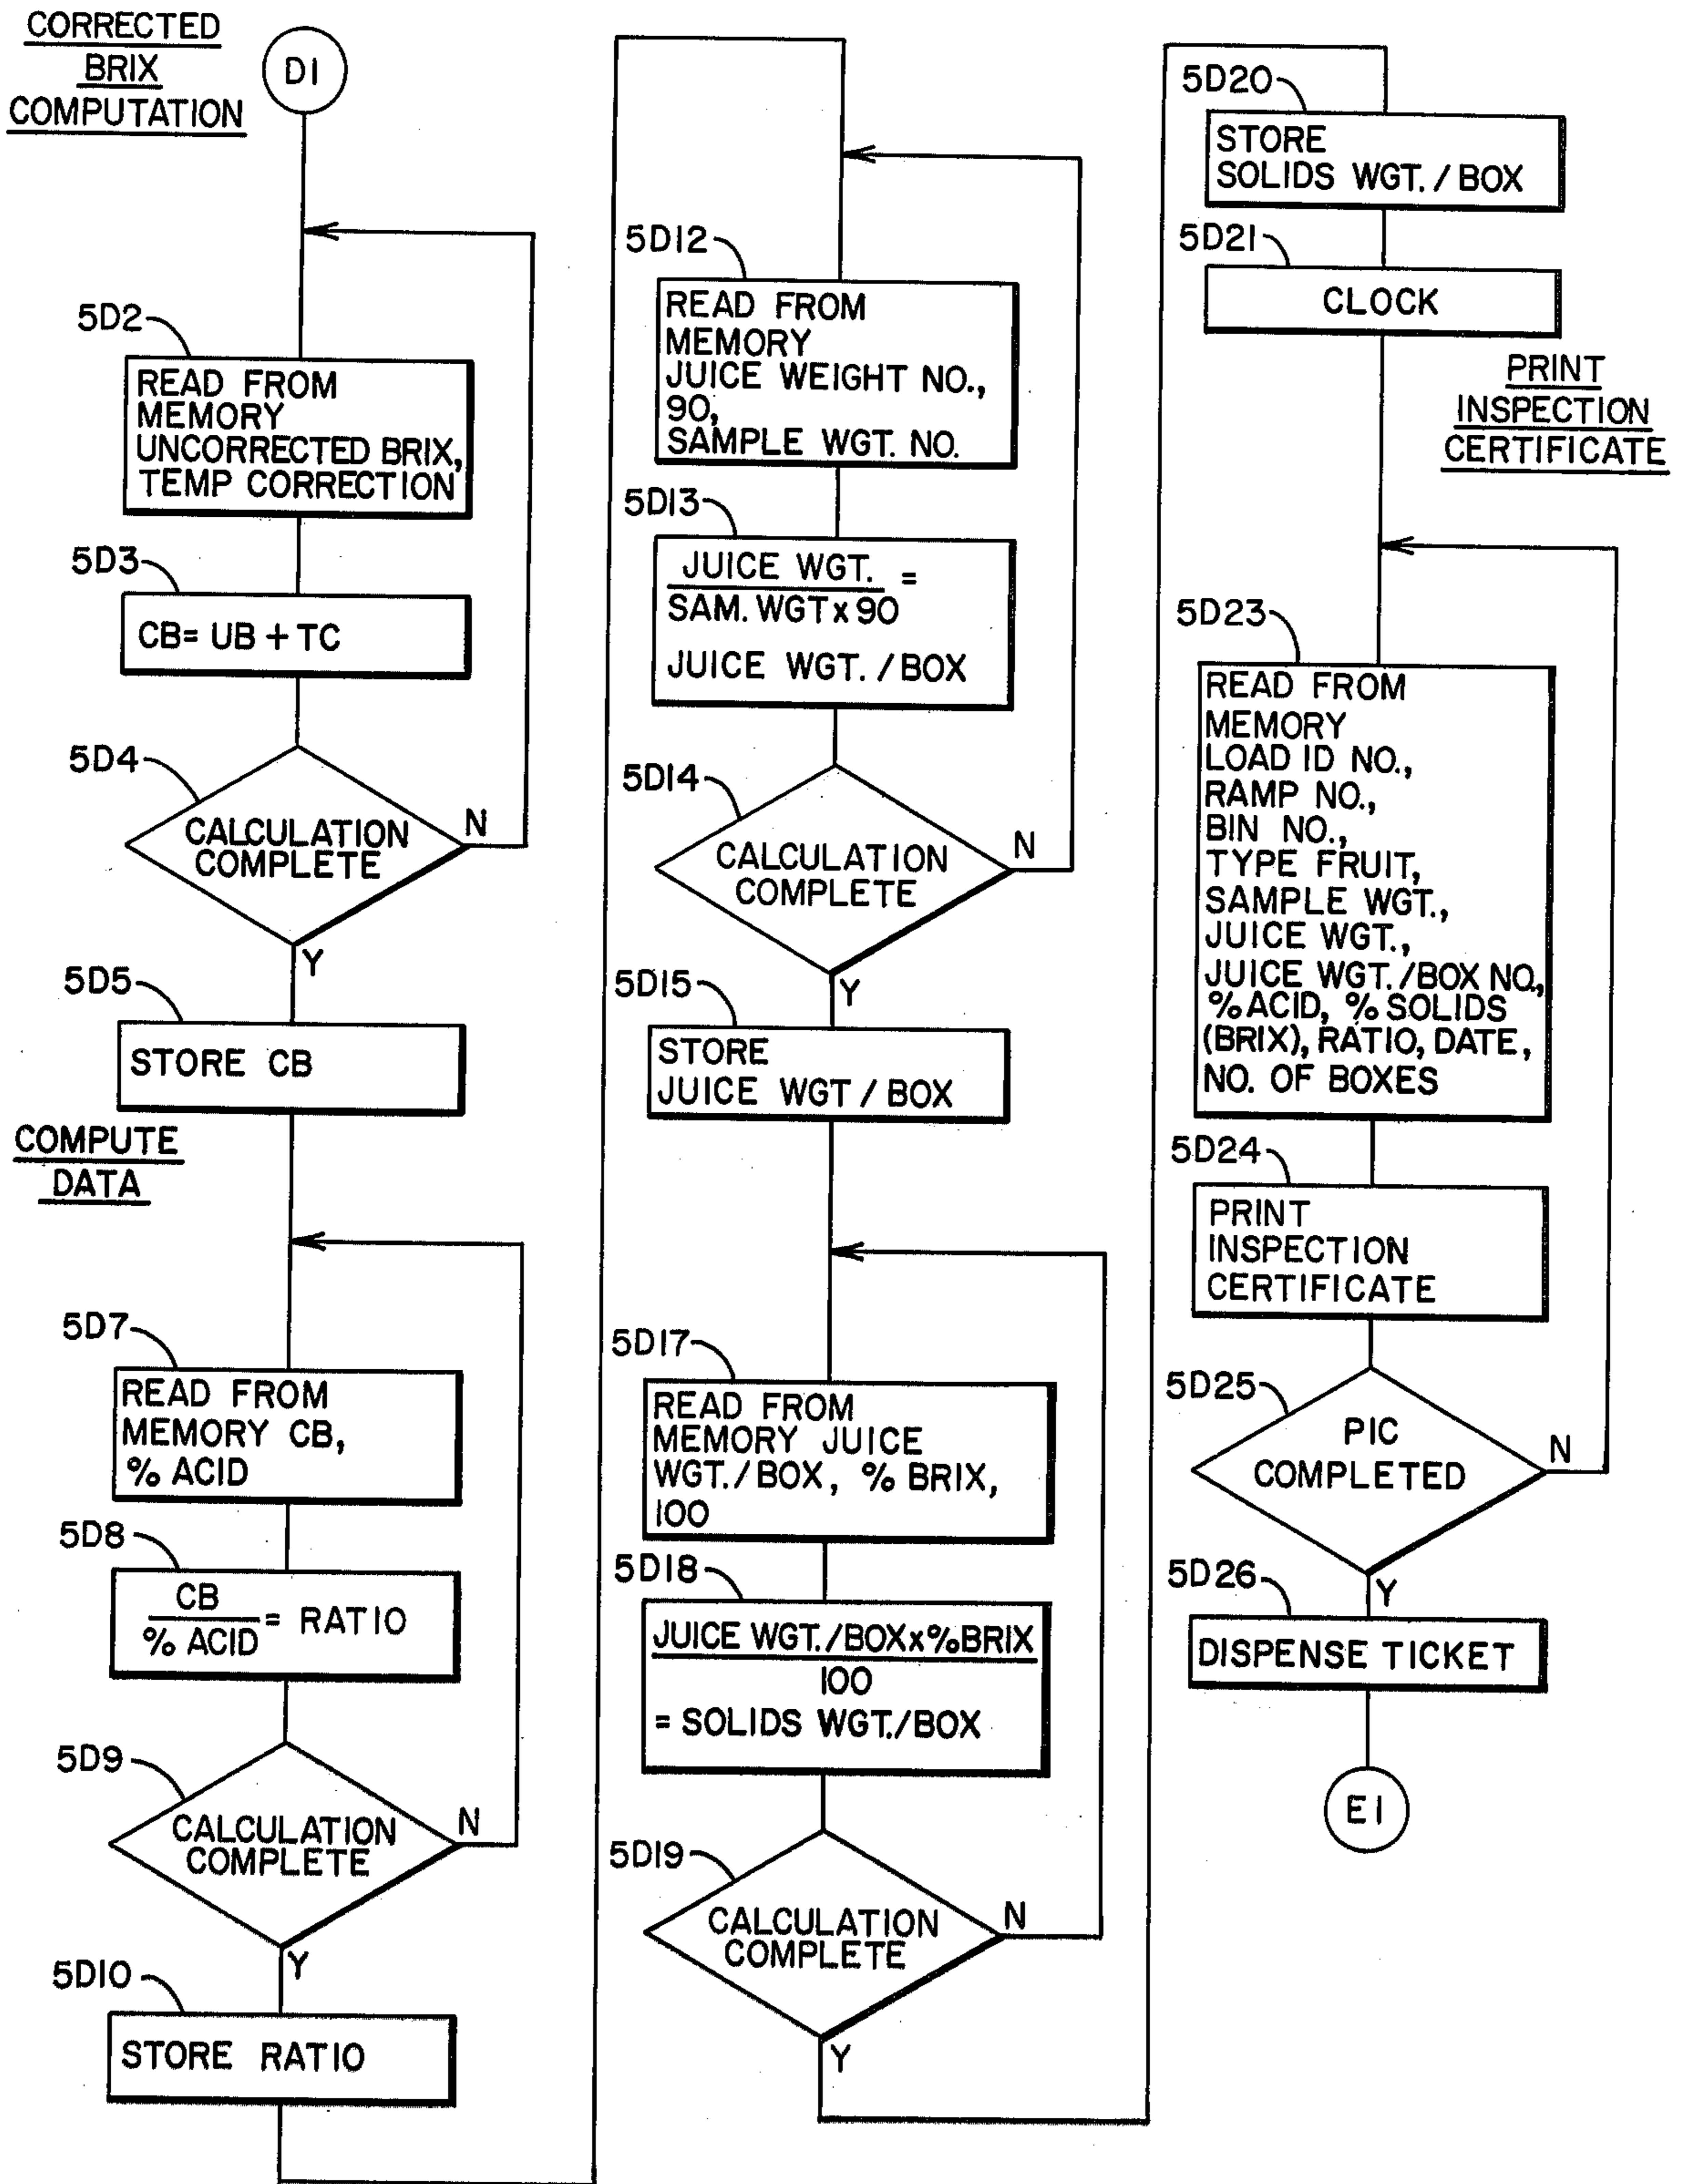 CORRECTED
BRIX
COMPUTATION
D1
5D2
READ FROM
MEMORY
UNCORRECTED BRIX,
TEMP CORRECTION
5D3
CB= UB + TC
5D4
CALCULATION
COMPLETE
N
Y
5D5
STORE CB
COMPUTE
DATA
5D7
READ FROM
MEMORY CB,
% ACID
5D8
CB
% ACID
= RATIO
5D9
CALCULATION
COMPLETE
N
Y
5D10
STORE RATIO
5D12
READ FROM
MEMORY
JUICE WEIGHT NO.,
90,
SAMPLE WGT. NO.
5D13
JUICE WGT. =
SAM. WGT x 90
JUICE WGT. / BOX
5D14
CALCULATION
COMPLETE
N
Y
5D15
STORE
JUICE WGT / BOX
5D17
READ FROM
MEMORY JUICE
WGT./BOX, % BRIX,
100
5D18
JUICE WGT./BOX x %BRIX
100
= SOLIDS WGT./BOX
5D19
CALCULATION
COMPLETE
N
Y
5D20
STORE
SOLIDS WGT. / BOX
5D21
CLOCK
PRINT
INSPECTION
CERTIFICATE
5D23
READ FROM
MEMORY
LOAD ID NO.,
RAMP NO.,
BIN NO.,
TYPE FRUIT,
SAMPLE WGT.,
JUICE WGT.,
JUICE WGT./BOX NO.,
% ACID, % SOLIDS
(BRIX), RATIO, DATE,
NO. OF BOXES
5D24
PRINT
INSPECTION
CERTIFICATE
5D25
PIC
COMPLETED
N
Y
5D26
DISPENSE TICKET
E1